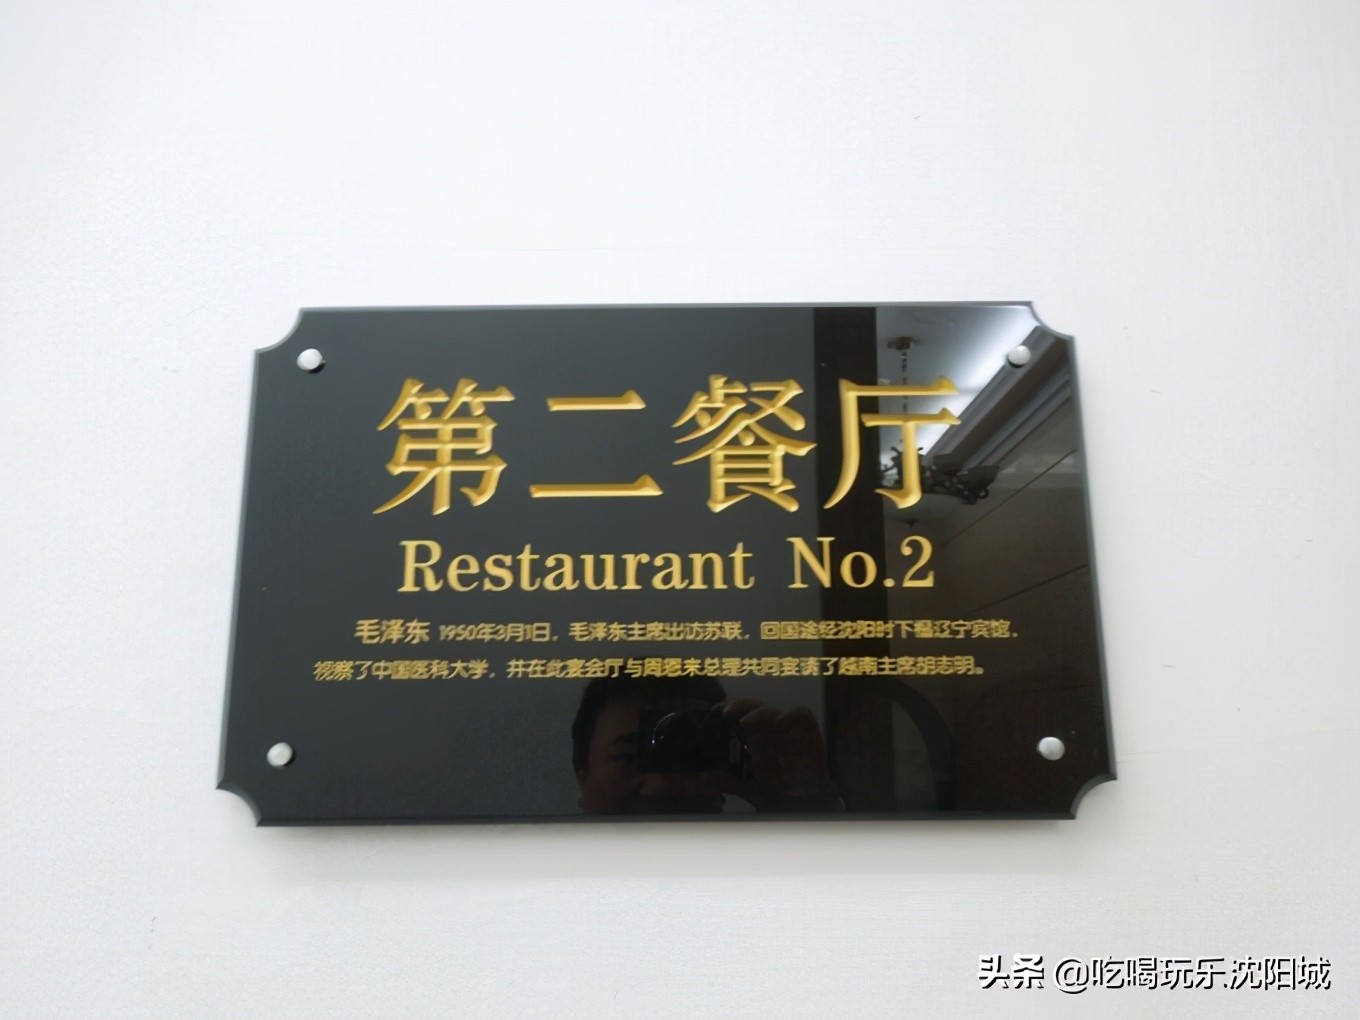 第二餐厅
Restaurant No.2
毛泽东 1950年3月1日，毛泽东主席出访苏联，回国途经沈阳时下榻辽宁宾馆，
视察了中国医科大学，并在此宴会厅与周恩来总理共同宴请了越南主席胡志明。
头条 @吃喝玩乐沈阳城